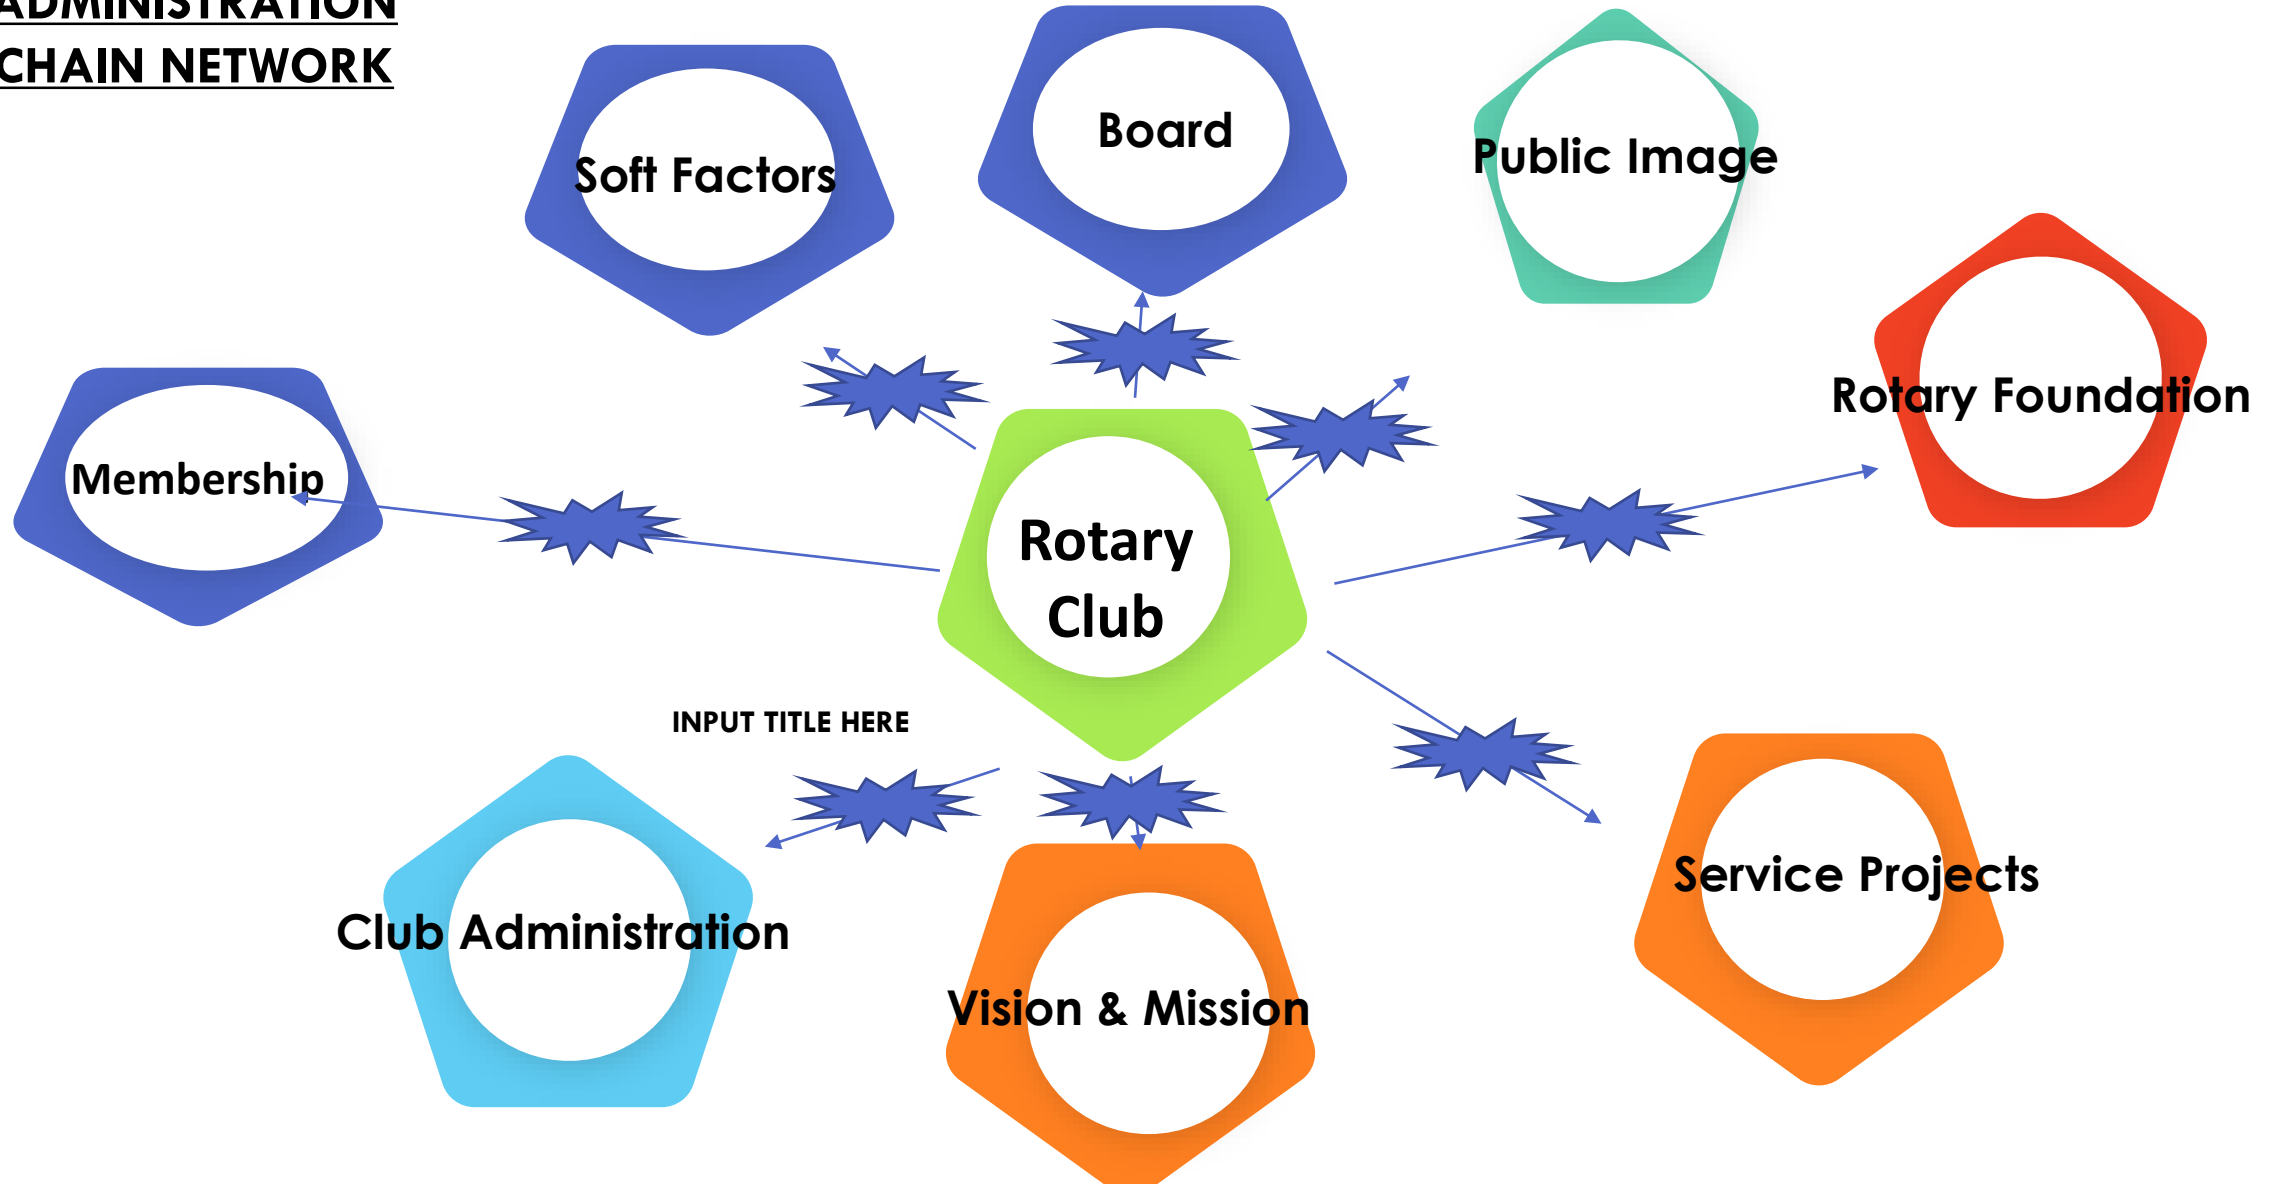 ADMINISTRATION
CHAIN NETWORK
Soft Factors
Board
Public Image
Rotary Foundation
Membership
Rotary
Club
INPUT TITLE HERE
Service Projects
Club Administration
Vision & Mission